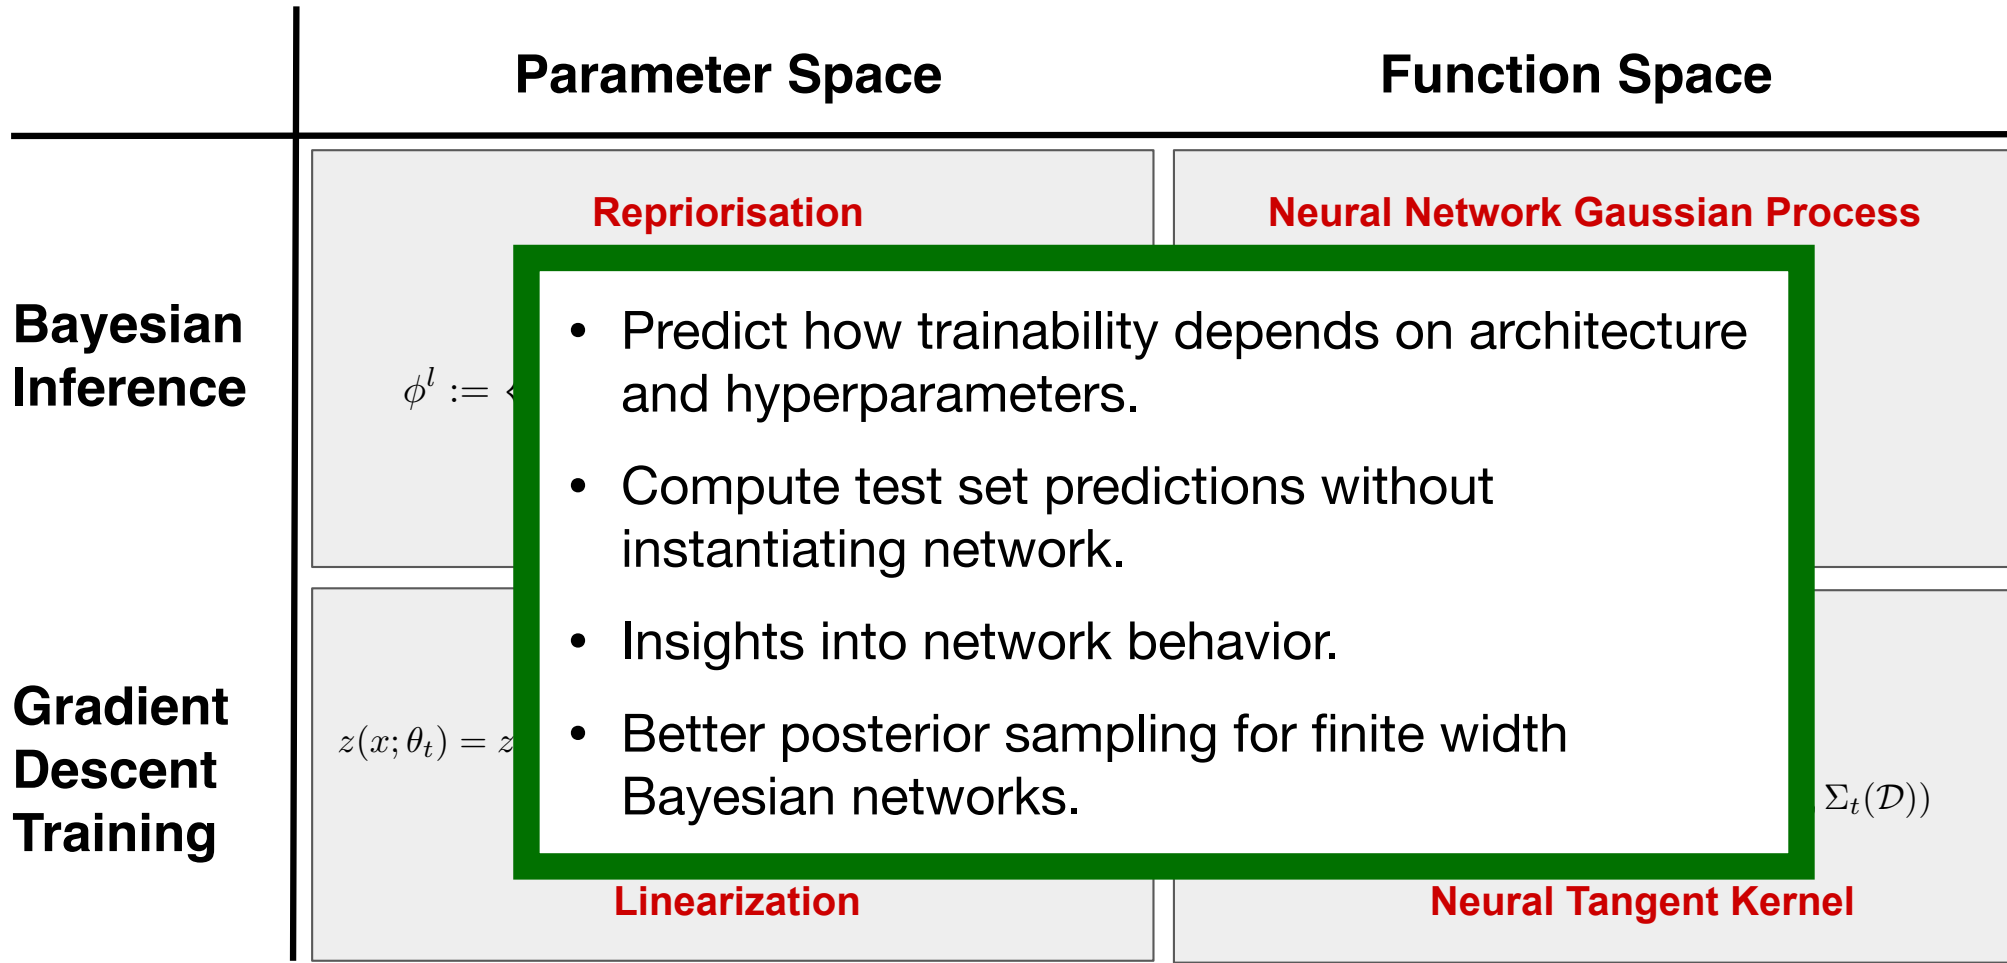 Parameter Space
Function Space
Bayesian
Inference
Repriorisation
Neural Network Gaussian Process
ϕ^l :=
• Predict how trainability depends on architecture
and hyperparameters.
• Compute test set predictions without
instantiating network.
• Insights into network behavior.
• Better posterior sampling for finite width
Bayesian networks.
Gradient
Descent
Training
z(x; θ_t) = z
Σ_t(𝒟))
Linearization
Neural Tangent Kernel